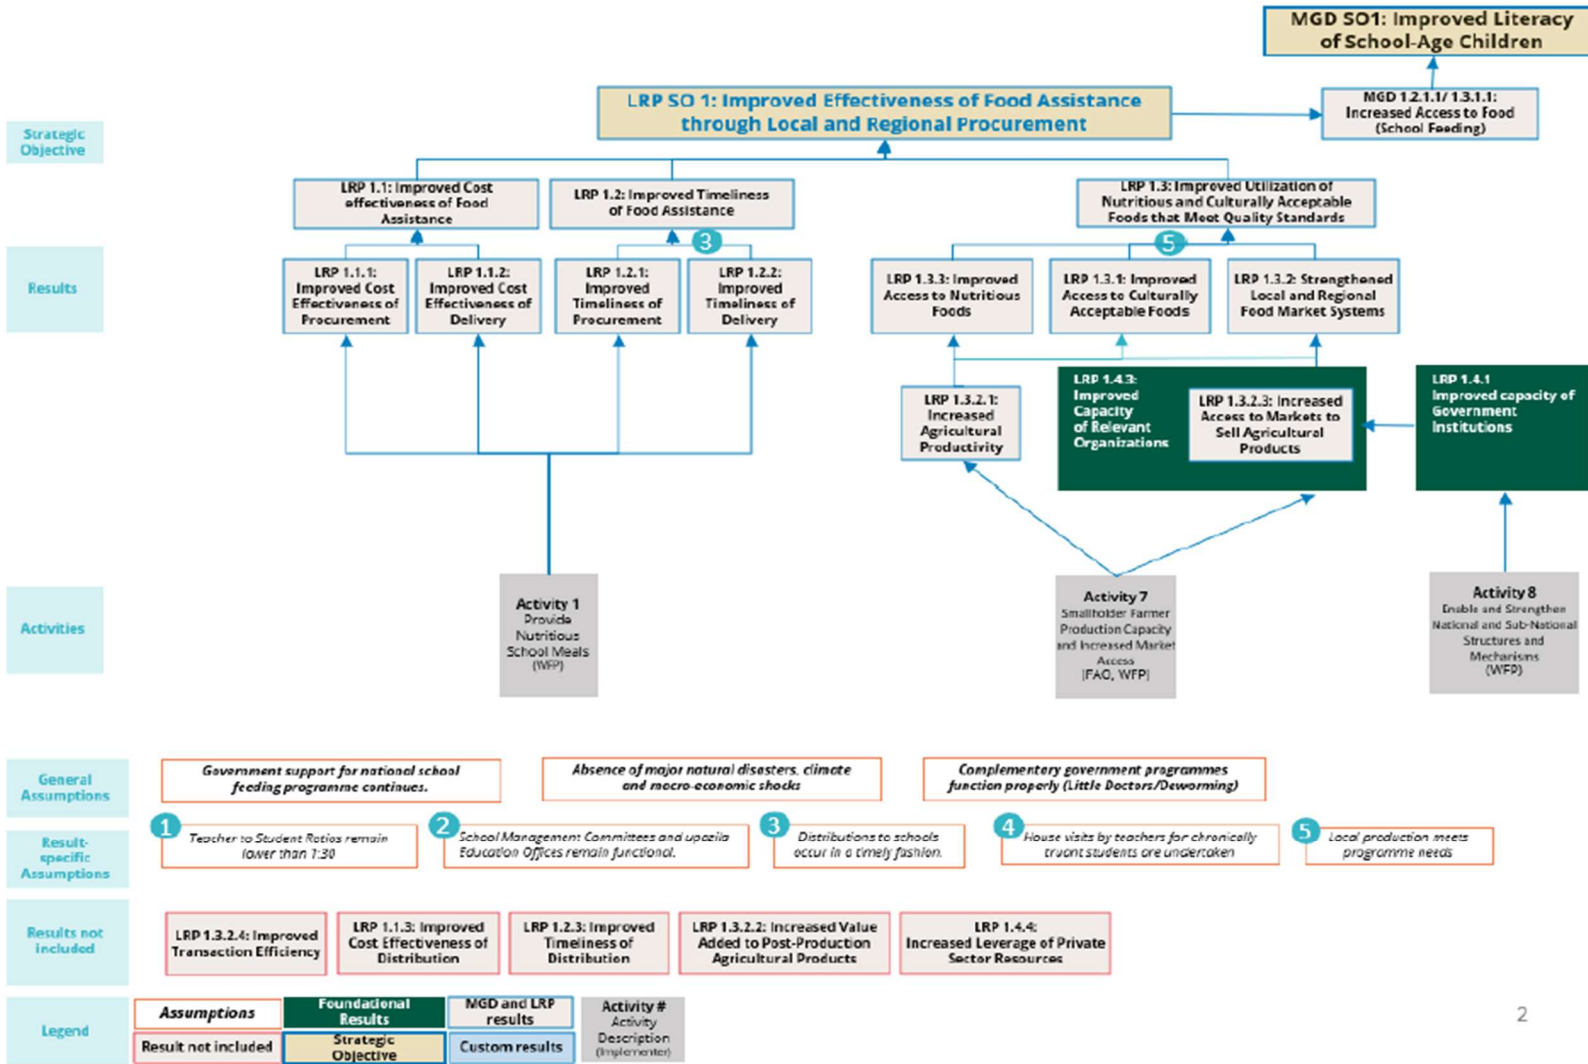 MGD SO1: Improved Literacy
of School-Age Children
LRP SO 1: Improved Effectiveness of Food Assistance
through Local and Regional Procurement
MGD 1.2.1.1/ 1.3.1.1:
Increased Access to Food
(School Feeding)
Strategic
Objective
LRP 1.1: Improved Cost
effectiveness of Food
Assistance
LRP 1.2: Improved Timeliness
of Food Assistance
LRP 1.3: Improved Utilization of
Nutritious and Culturally Acceptable
Foods that Meet Quality Standards
3
5
Results
LRP 1.1.1:
Improved Cost
Effectiveness of
Procurement
LRP 1.1.2:
Improved Cost
Effectiveness of
Delivery
LRP 1.2.1:
Improved
Timeliness of
Procurement
LRP 1.2.2:
Improved
Timeliness of
Delivery
LRP 1.3.3: Improved
Access to Nutritious
Foods
LRP 1.3.1: Improved
Access to Culturally
Acceptable Foods
LRP 1.3.2: Strengthened
Local and Regional
Food Market Systems
LRP 1.3.2.1:
Increased
Agricultural
Productivity
LRP 1.4.3:
Improved
Capacity
of Relevant
Organizations
LRP 1.3.2.3: Increased
Access to Markets to
Sell Agricultural
Products
LRP 1.4.1
Improved capacity of
Government
Institutions
Activities
Activity 1
Provide
Nutritious
School Meals
(WFP)
Activity 7
Smallholder Farmer
Production Capacity
and Increased Market
Access
(FAO, WFP)
Activity 8
Enable and Strengthen
National and Sub-National
Structures and
Mechanisms
(WFP)
General
Assumptions
Government support for national school
feeding programme continues.
Absence of major natural disasters, climate
and macro-economic shocks
Complementary government programmes
function properly (Little Doctors/Deworming)
Result-
specific
Assumptions
1
Teacher to Student Ratios remain
lower than 1:30
2
School Management Committees and upazila
Education Offices remain functional.
3
Distributions to schools
occur in a timely fashion.
4
House visits by teachers for chronically
truant students are undertaken
5
Local production meets
programme needs
Results not
included
LRP 1.3.2.4: Improved
Transaction Efficiency
LRP 1.1.3: Improved
Cost Effectiveness of
Distribution
LRP 1.2.3: Improved
Timeliness of
Distribution
LRP 1.3.2.2: Increased Value
Added to Post-Production
Agricultural Products
LRP 1.4.4:
Increased Leverage of Private
Sector Resources
Legend
Assumptions
Foundational
Results
MGD and LRP
results
Activity #
Activity
Description
(Implementer)
Result not included
Strategic
Objective
Custom results
2